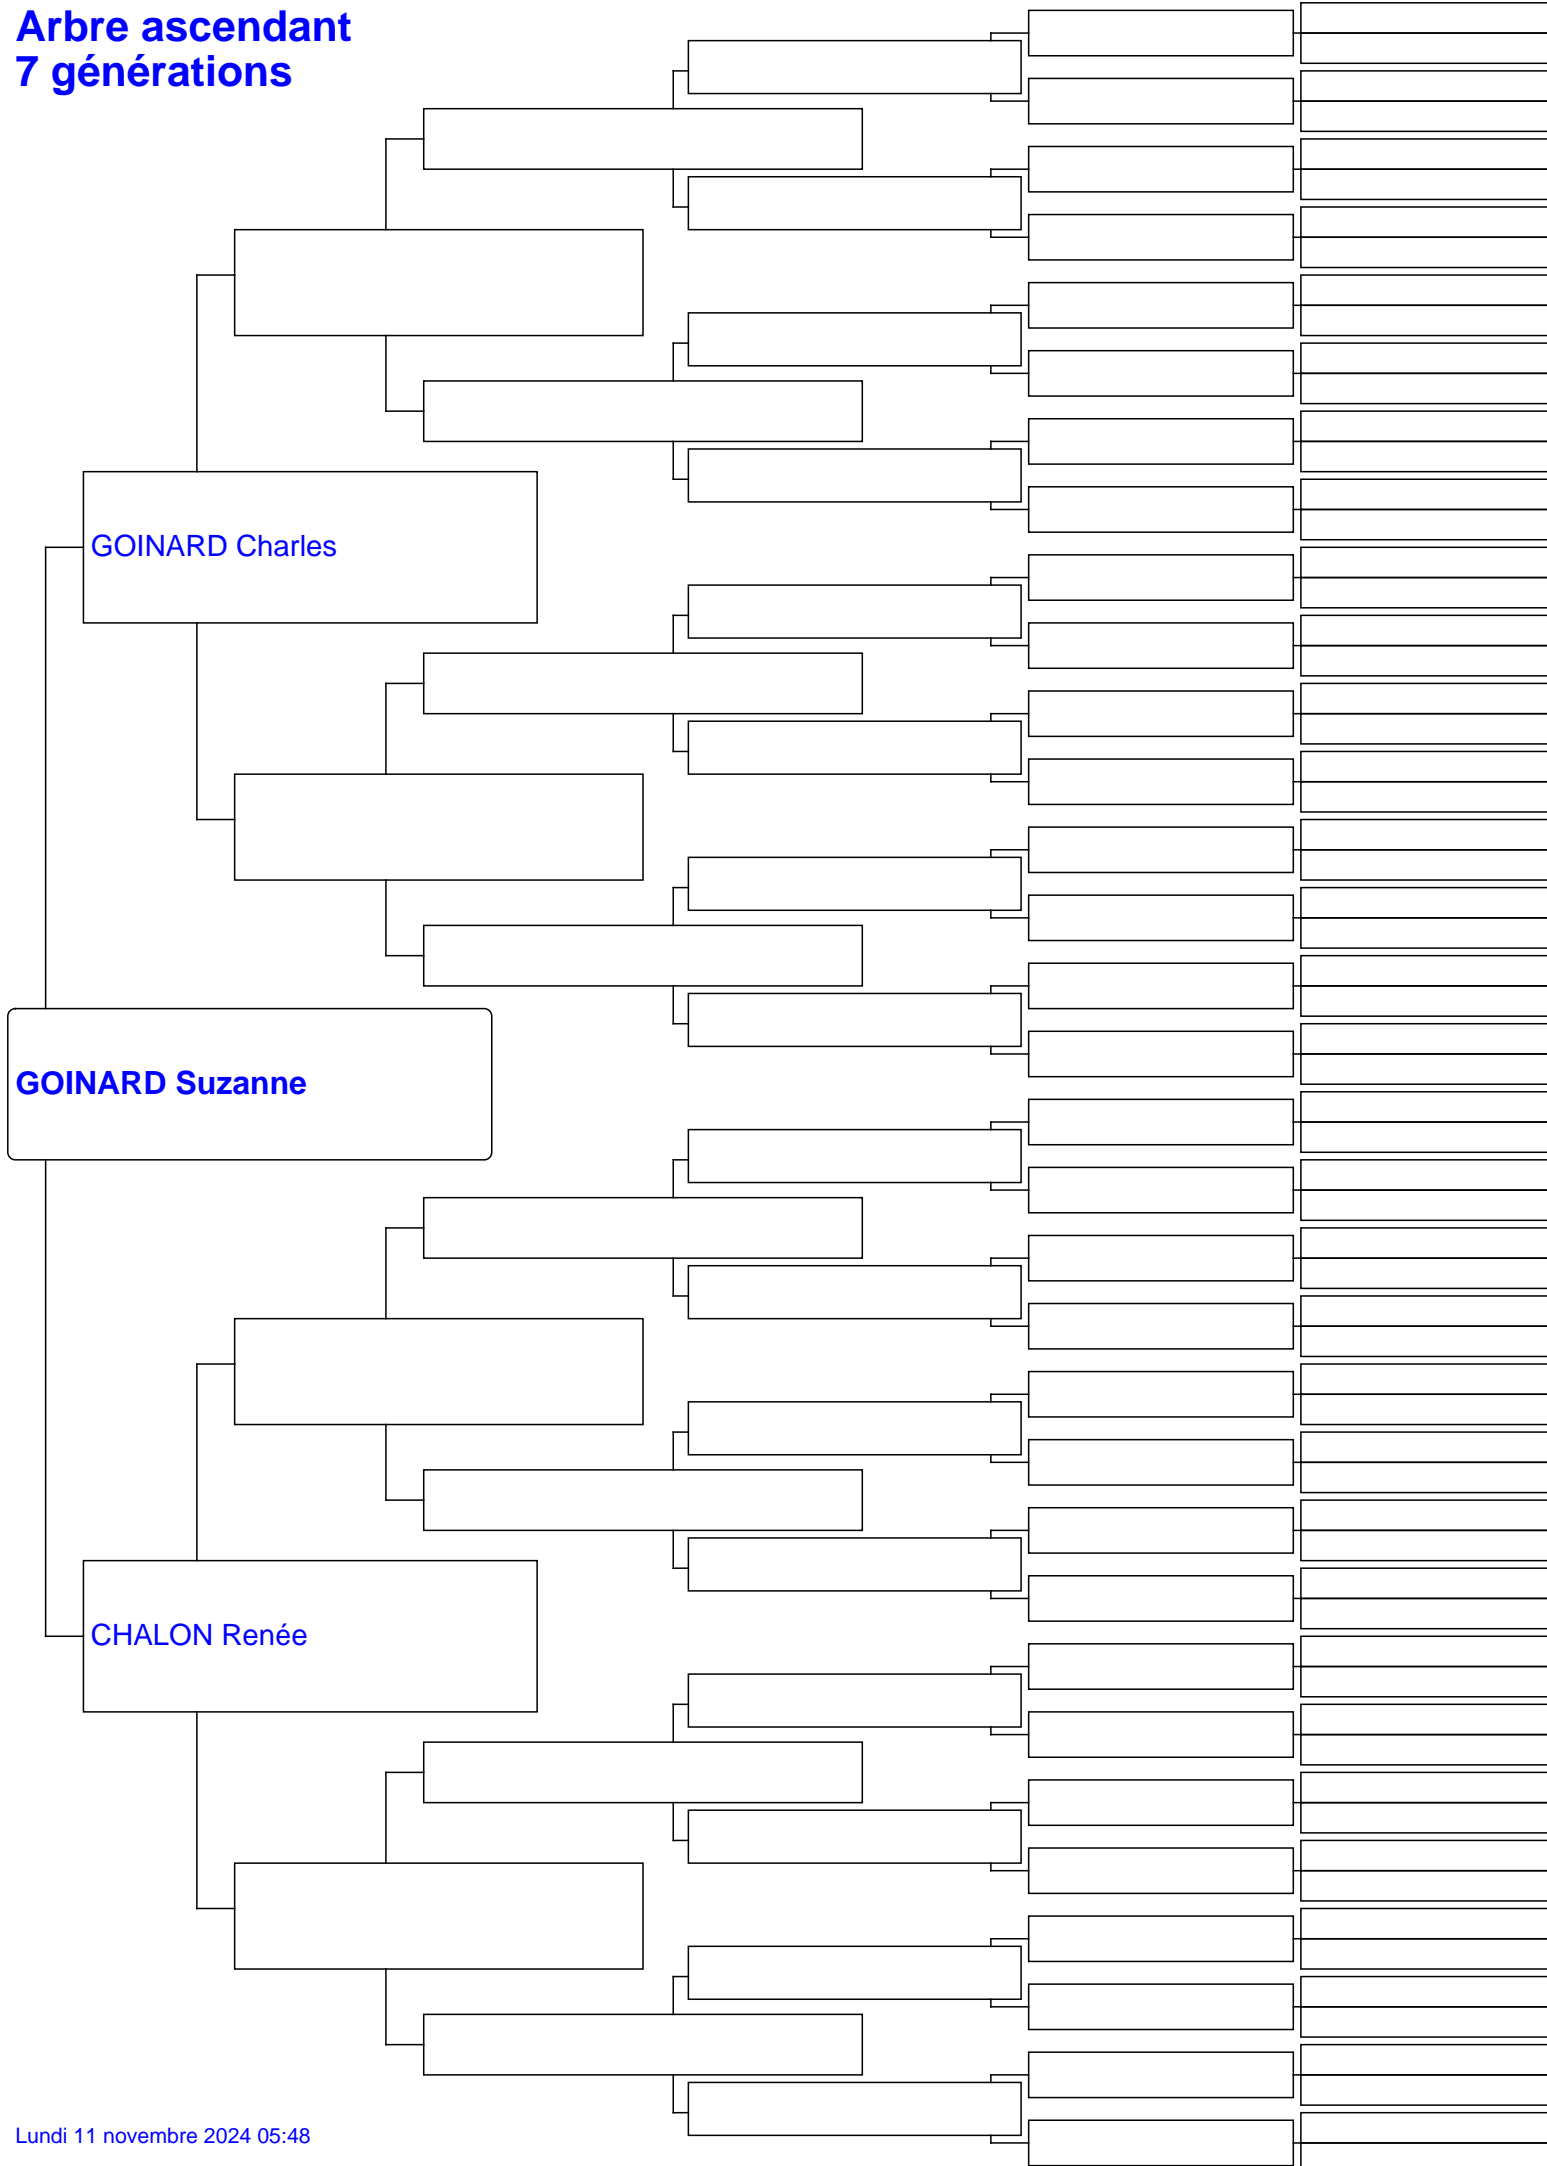 Arbre ascendant
7 générations
GOINARD Charles
GOINARD Suzanne
CHALON Renée
Lundi 11 novembre 2024 05:48